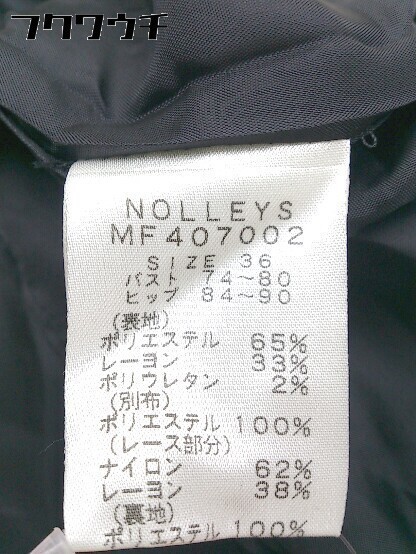 フクウウチ
NOLLEYS
MF407002
SIZE 36
バスト 74〜80
ヒップ 84〜90
(表地)
ポリエステル 65%
レーヨン 33%
ポリウレタン 2%
(別布)
ポリエステル 100%
(レース部分)
ナイロン 62%
レーヨン 38%
(裏地)
ポリエステル 100%